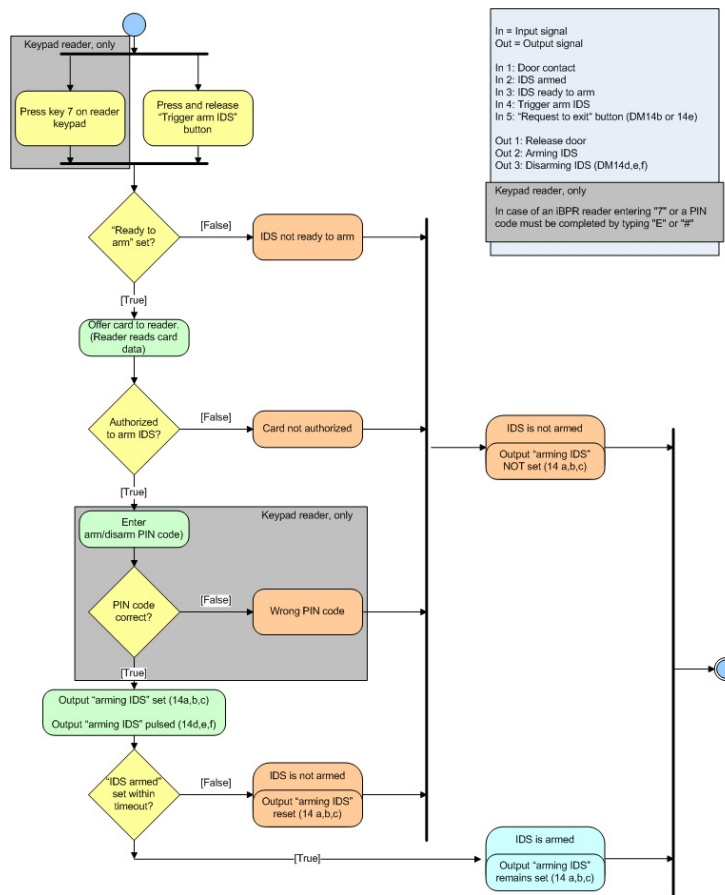 Keypad reader, only
Press key 7 on reader
keypad
Press and release
“Trigger arm IDS”
button
In = Input signal
Out = Output signal
In 1: Door contact
In 2: IDS armed
In 3: IDS ready to arm
In 4: Trigger arm IDS
In 5: "Request to exit" button (DM14b or 14e)
Out 1: Release door
Out 2: Arming IDS
Out 3: Disarming IDS (DM14d,e,f)
Keypad reader, only
In case of an iBPR reader entering "7" or a PIN
code must be completed by typing "E" or "#"
“Ready to
arm” set?
[False]
IDS not ready to arm
[True]
Offer card to reader.
(Reader reads card
data)
Authorized
to arm IDS?
[False]
Card not authorized
IDS is not armed
Output “arming IDS”
NOT set (14 a,b,c)
[True]
Keypad reader, only
Enter
arm/disarm PIN code)
PIN code
correct?
[False]
Wrong PIN code
[True]
Output “arming IDS” set (14a,b,c)
Output “arming IDS” pulsed (14d,e,f)
“IDS armed”
set within
timeout?
[False]
IDS is not armed
Output “arming IDS”
reset (14 a,b,c)
[True]
IDS is armed
Output “arming IDS”
remains set (14 a,b,c)